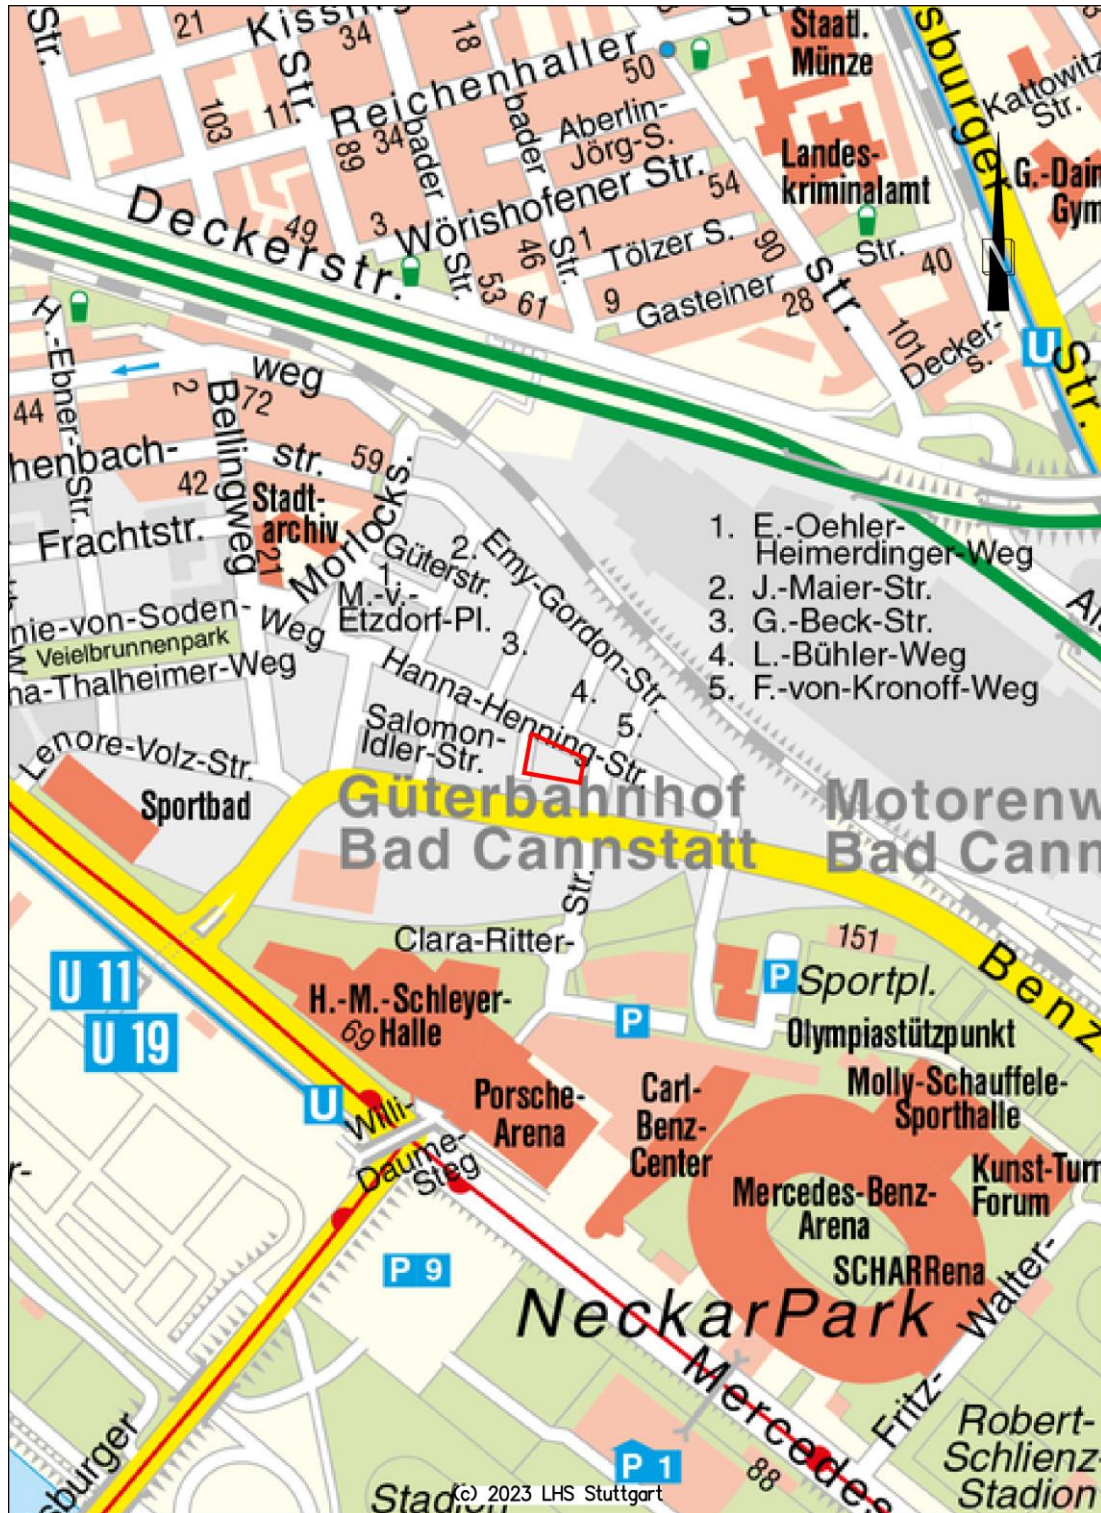 Str.
21
Kissing
34
18
Str.
Staatl.
Münze
sburger
Str.
Str.
103
11
Reichenhaller
50
Aberlin-
Jörg-S.
bader
bader
Str.
Str.
89
34
Kattowitz
Str.
Landes-
kriminalamt
G.-Daim
Gym
54
Deckerstr.
49
3
Wörishofener Str.
46
1
Tölzer S.
90
Str.
Str.
40
N
53
61
9
Gasteiner
28
101
Decker-
s.
U
H.-Ebner-Str.
weg
2
72
44
Bellingweg
henbach-
str.
59
42
Stadt-
archiv
21
Frachtstr.
Morlocks.
2.
Güterstr.
1.
M.-v.-
Etzdorf-Pl.
Emy-Gordon-Str.
1. E.-Oehler-
Heimerdinger-Weg
2. J.-Maier-Str.
3. G.-Beck-Str.
4. L.-Bühler-Weg
5. F.-von-Kronoff-Weg
nie-von-Soden-
Weg
Veielbrunnenpark
na-Thalheimer-Weg
3.
4.
5.
Hanna-Henning-Str.
Salomon-
Idler-Str.
Lenore-Volz-Str.
Sportbad
Güterbahnhof
Bad Cannstatt
Motorenw
Bad Cann
Str.
Clara-Ritter-
151
Benz
P
Sportpl.
U 11
U 19
H.-M.-Schleyer-
Halle
69
P
Olympiastützpunkt
Molly-Schauffele-
Sporthalle
U
Willi-
Daume-
Steg
Porsche-
Arena
Carl-
Benz-
Center
Mercedes-Benz-
Arena
Kunst-Turn
Forum
r-
P 9
SCHARRena
NeckarPark
Fritz-
Walter-
Mercedes
sburger
P 1
88
Robert-
Schlienz-
Stadion
Stadion
(c) 2023 LHS Stuttgart